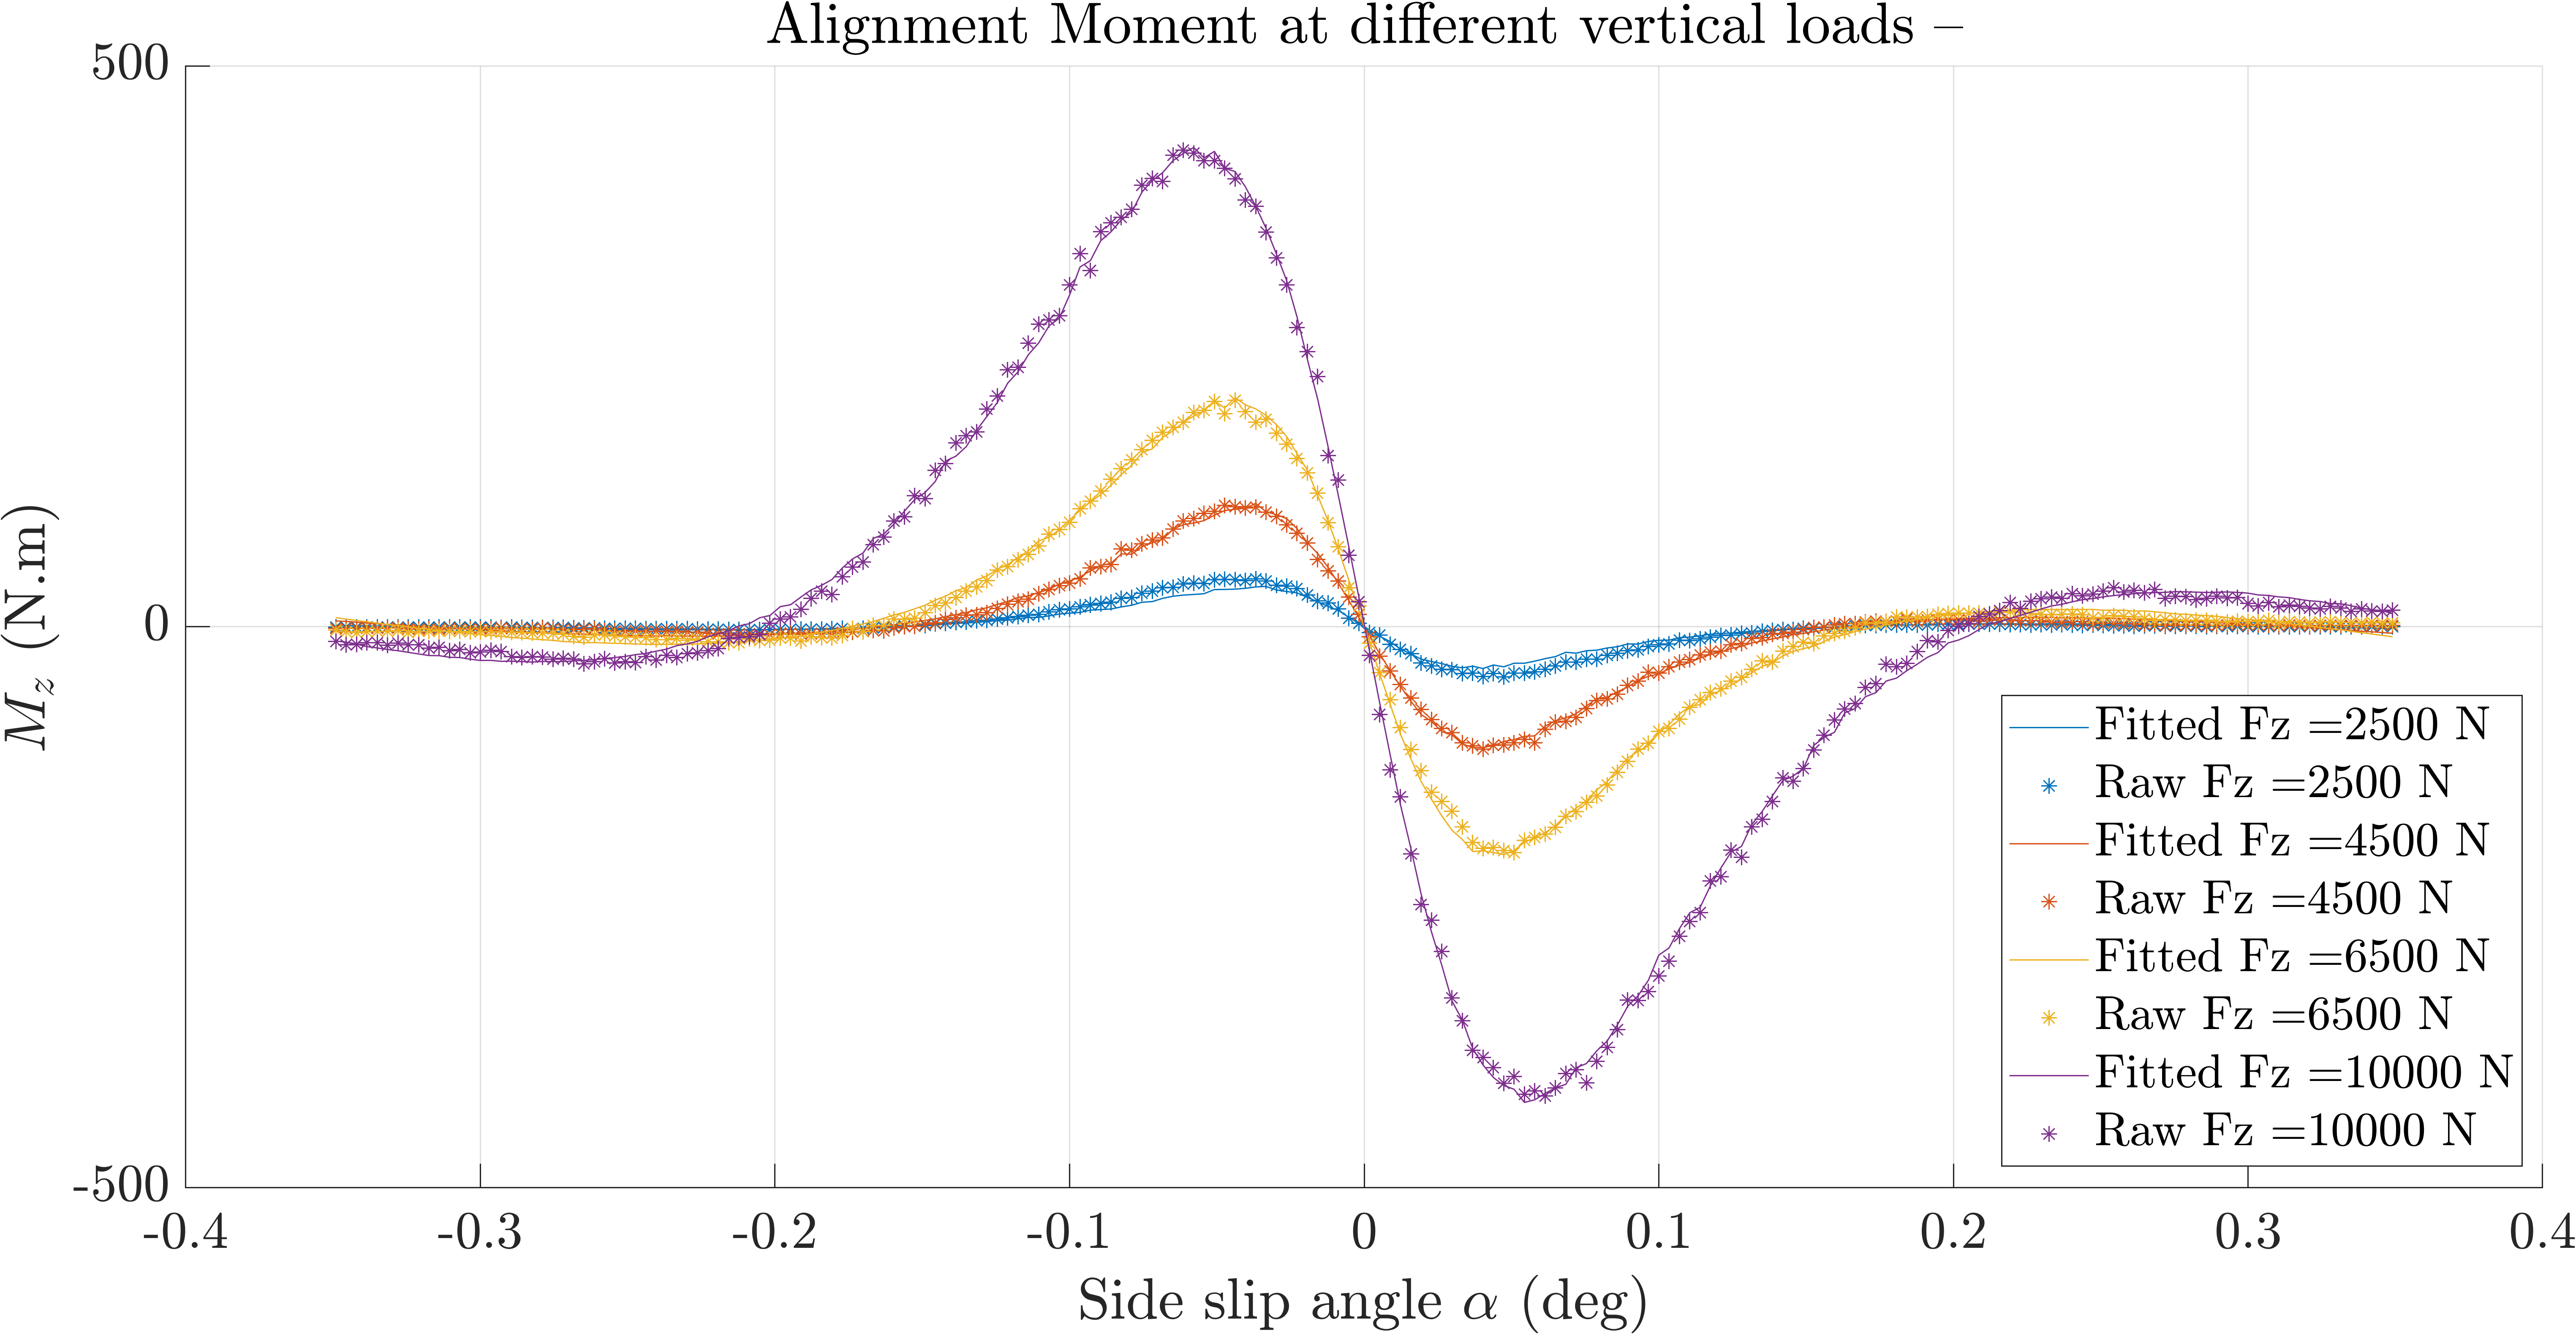 Alignment Moment at different vertical loads –
500
0
-500
M_z (N.m)
-0.4
-0.3
-0.2
-0.1
0
0.1
0.2
0.3
0.4
Side slip angle α (deg)
Fitted Fz =2500 N
Raw Fz =2500 N
Fitted Fz =4500 N
Raw Fz =4500 N
Fitted Fz =6500 N
Raw Fz =6500 N
Fitted Fz =10000 N
Raw Fz =10000 N